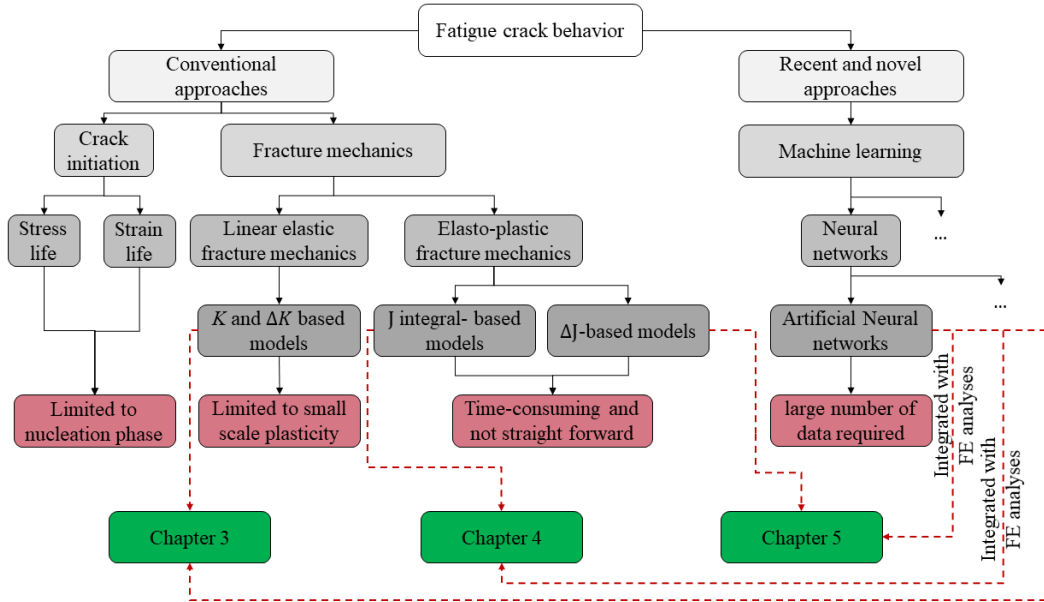 Fatigue crack behavior
Conventional
approaches
Recent and novel
approaches
Crack
initiation
Fracture mechanics
Machine learning
Stress
life
Strain
life
Linear elastic
fracture mechanics
Elasto-plastic
fracture mechanics
Neural
networks
...
K and ΔK based
models
J integral- based
models
ΔJ-based models
Artificial Neural
networks
...
Limited to
nucleation phase
Limited to small
scale plasticity
Time-consuming and
not straight forward
large number of
data required
Integrated with
FE analyses
Integrated with
FE analyses
Chapter 3
Chapter 4
Chapter 5